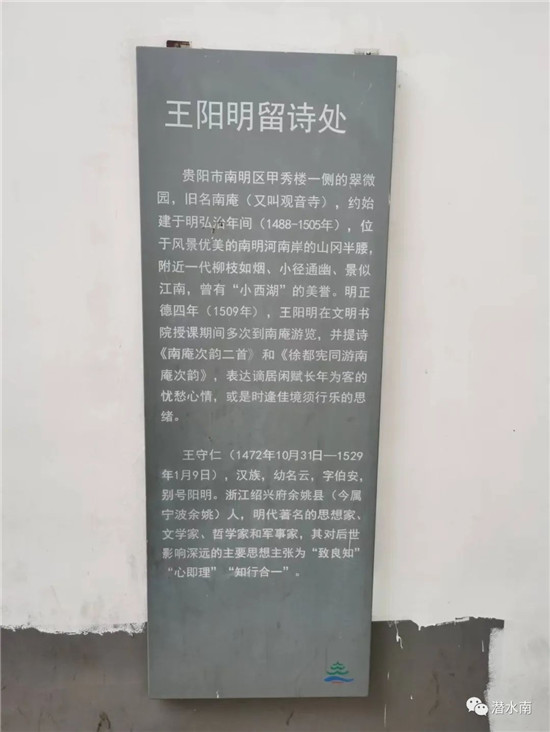 王阳明留诗处
贵阳市南明区甲秀楼一侧的翠微
园，旧名南庵（又叫观音寺），约始
建于明弘治年间（1488-1505年），位
于风景优美的南明河南岸的山冈半腰，
附近一代柳枝如烟、小径通幽、景似
江南，曾有“小西湖”的美誉。明正
德四年（1509年），王阳明在文明书
院授课期间多次到南庵游览，并提诗
《南庵次韵二首》和《徐都宪同游南
庵次韵》，表达谪居闲赋长年为客的
忧愁心情，或是时逢佳境须行乐的思
绪。
王守仁（1472年10月31日—1529
年1月9日），汉族，幼名云，字伯安，
别号阳明。浙江绍兴府余姚县（今属
宁波余姚）人，明代著名的思想家、
文学家、哲学家和军事家，其对后世
影响深远的主要思想主张为“致良知”
“心即理”“知行合一”。
潜水南